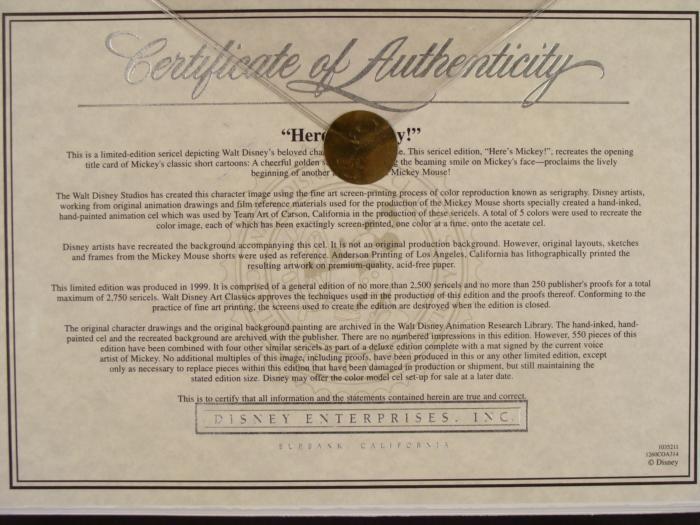 Certificate of Authenticity
“Here y!”
This is a limited-edition sericel depicting Walt Disney's beloved cha e. This sericel edition, “Here's Mickey!”, recreates the opening
title card of Mickey's classic short cartoons: A cheerful golden s g the beaming smile on Mickey's face—proclaims the lively
beginning of another Mickey Mouse!
The Walt Disney Studios has created this character image using the fine art screen-printing process of color reproduction known as serigraphy. Disney artists,
working from original animation drawings and film reference materials used for the production of the Mickey Mouse shorts specially created a hand-inked,
hand-painted animation cel which was used by Team Art of Carson, California in the production of these sericels. A total of 5 colors were used to recreate the
color image, each of which has been exactingly screen-printed, one color at a time, onto the acetate cel.
Disney artists have recreated the background accompanying this cel. It is not an original production background. However, original layouts, sketches
and frames from the Mickey Mouse shorts were used as reference. Anderson Printing of Los Angeles, California has lithographically printed the
resulting artwork on premium-quality, acid-free paper.
This limited edition was produced in 1999. It is comprised of a general edition of no more than 2,500 sericels and no more than 250 publisher's proofs for a total
maximum of 2,750 sericels. Walt Disney Art Classics approves the techniques used in the production of this edition and the proofs thereof. Conforming to the
practice of fine art printing, the screens used to create the edition are destroyed when the edition is closed.
The original character drawings and the original background painting are archived in the Walt Disney Animation Research Library. The hand-inked, hand-
painted cel and the recreated background are archived with the publisher. There are no numbered impressions in this edition. However, 550 pieces of this
edition have been combined with four other similar sericels as part of a deluxe edition complete with a mat signed by the current voice
artist of Mickey. No additional multiples of this image, including proofs, have been produced in this or any other limited edition, except
only as necessary to replace pieces within this edition that have been damaged in production or shipment, but still maintaining the
stated edition size. Disney may offer the color model cel set-up for sale at a later date.
This is to certify that all information and the statements contained herein are true and correct.
DISNEY ENTERPRISES, INC.
BURBANK, CALIFORNIA
1035211
1260COA314
© Disney